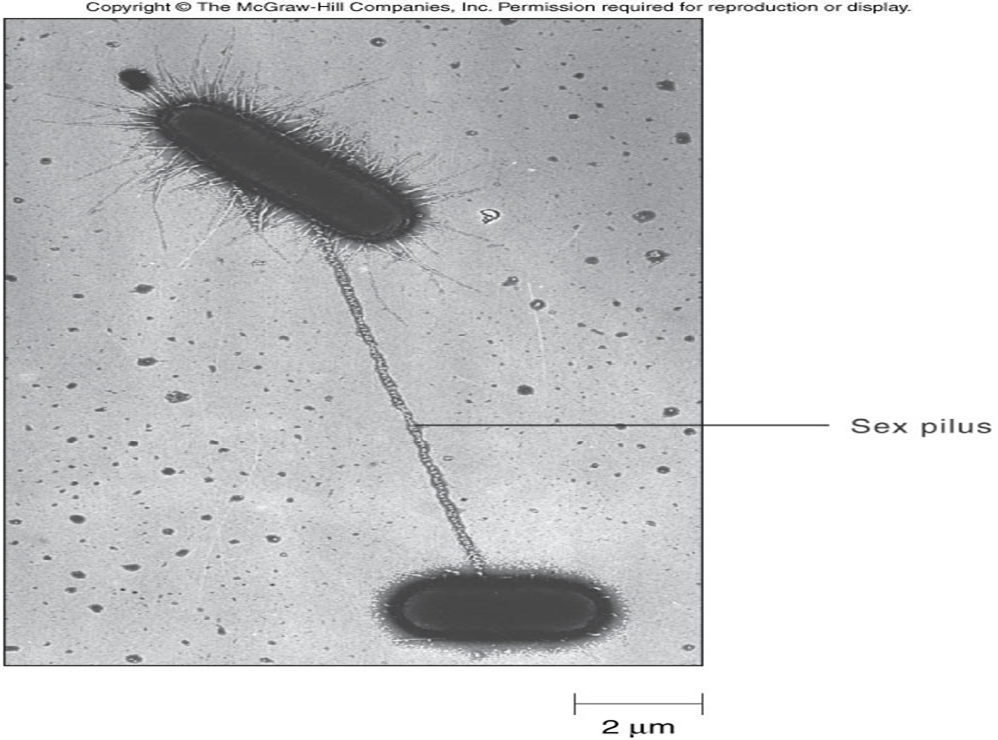 Copyright © The McGraw-Hill Companies, Inc. Permission required for reproduction or display.
Sex pilus
2 µm